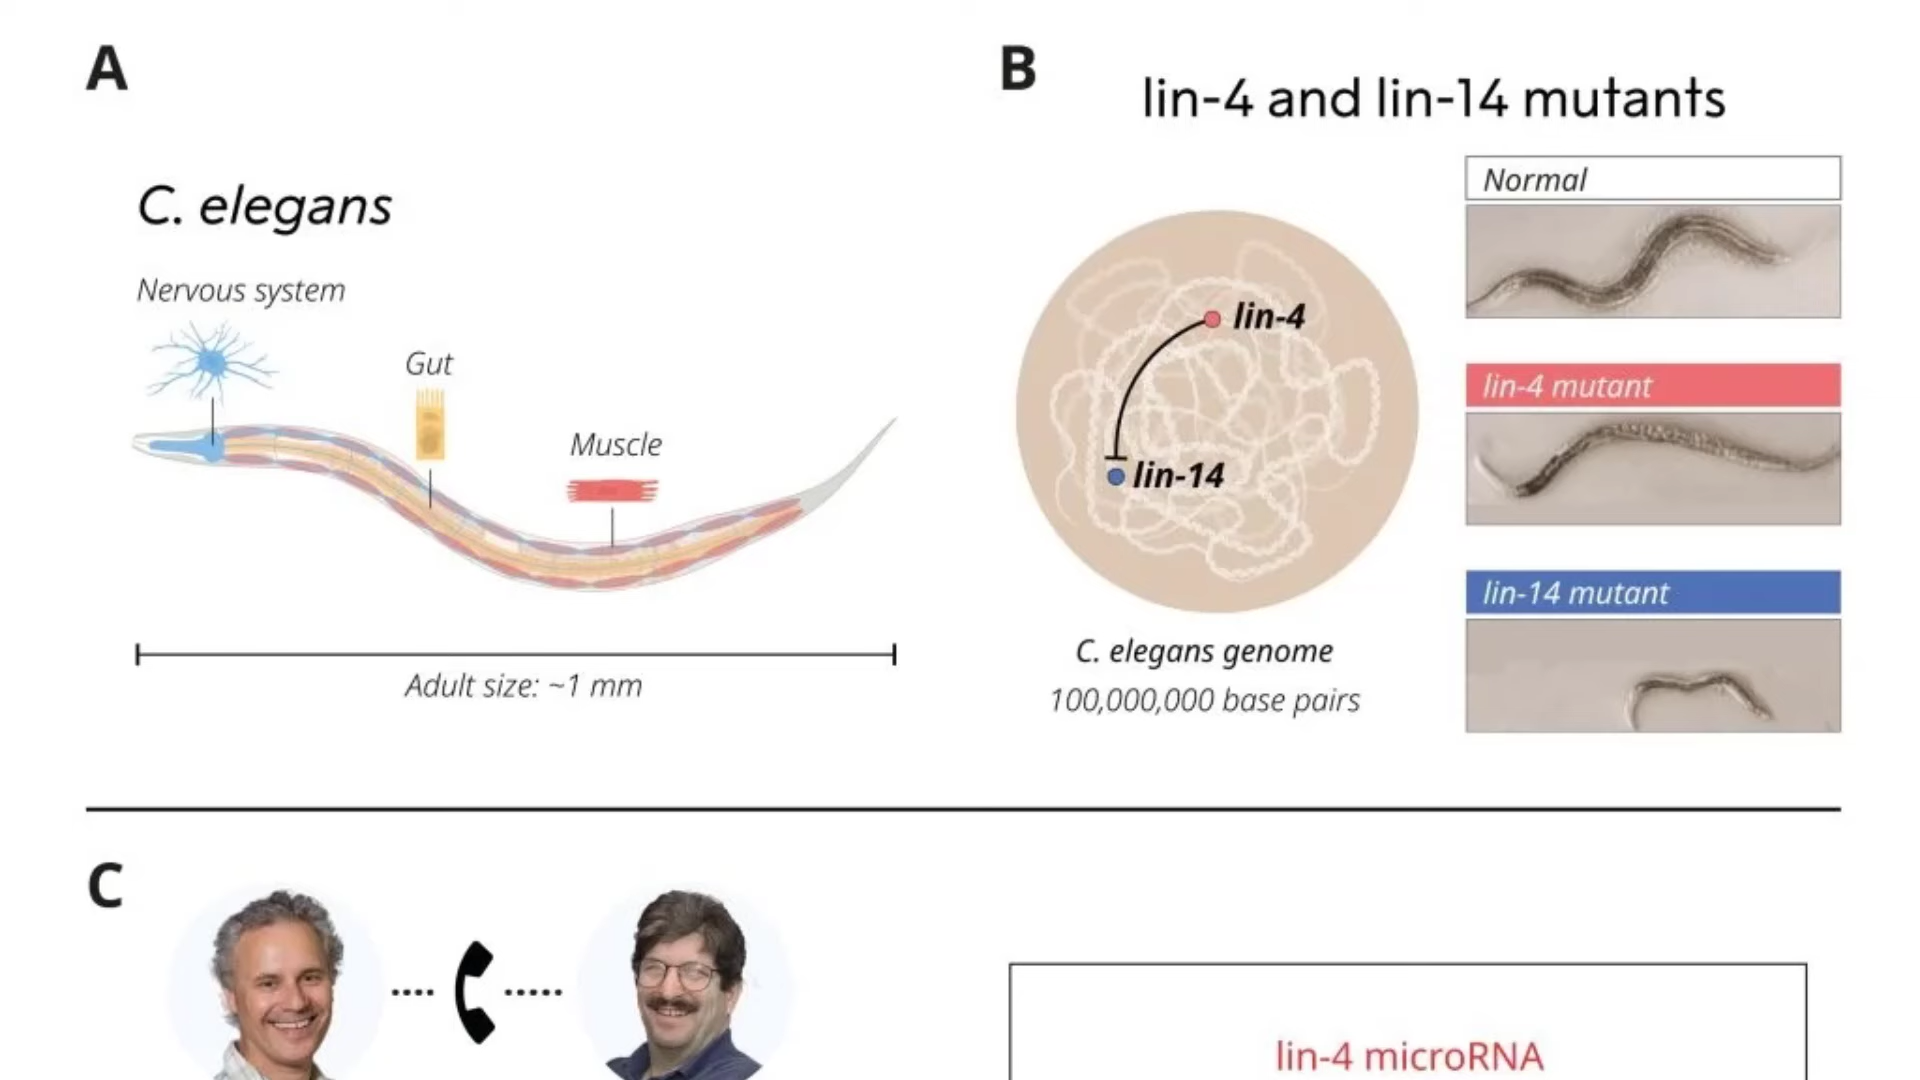 A
C. elegans
Nervous system
Gut
Muscle
Adult size: ~1 mm
B
lin-4 and lin-14 mutants
lin-4
lin-14
C. elegans genome
100,000,000 base pairs
Normal
lin-4 mutant
lin-14 mutant
C
lin-4 microRNA